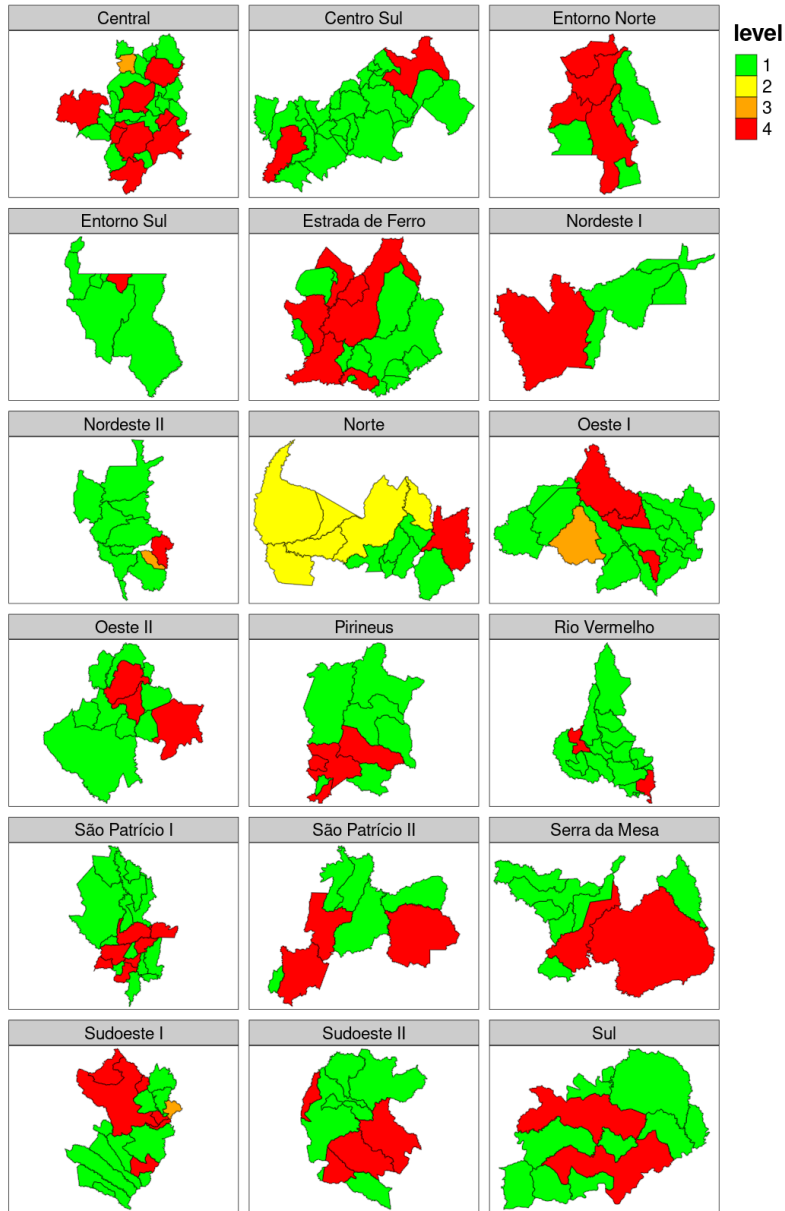 Central
Centro Sul
Entorno Norte
level
1
2
3
4
Entorno Sul
Estrada de Ferro
Nordeste I
Nordeste II
Norte
Oeste I
Oeste II
Pirineus
Rio Vermelho
São Patrício I
São Patrício II
Serra da Mesa
Sudoeste I
Sudoeste II
Sul